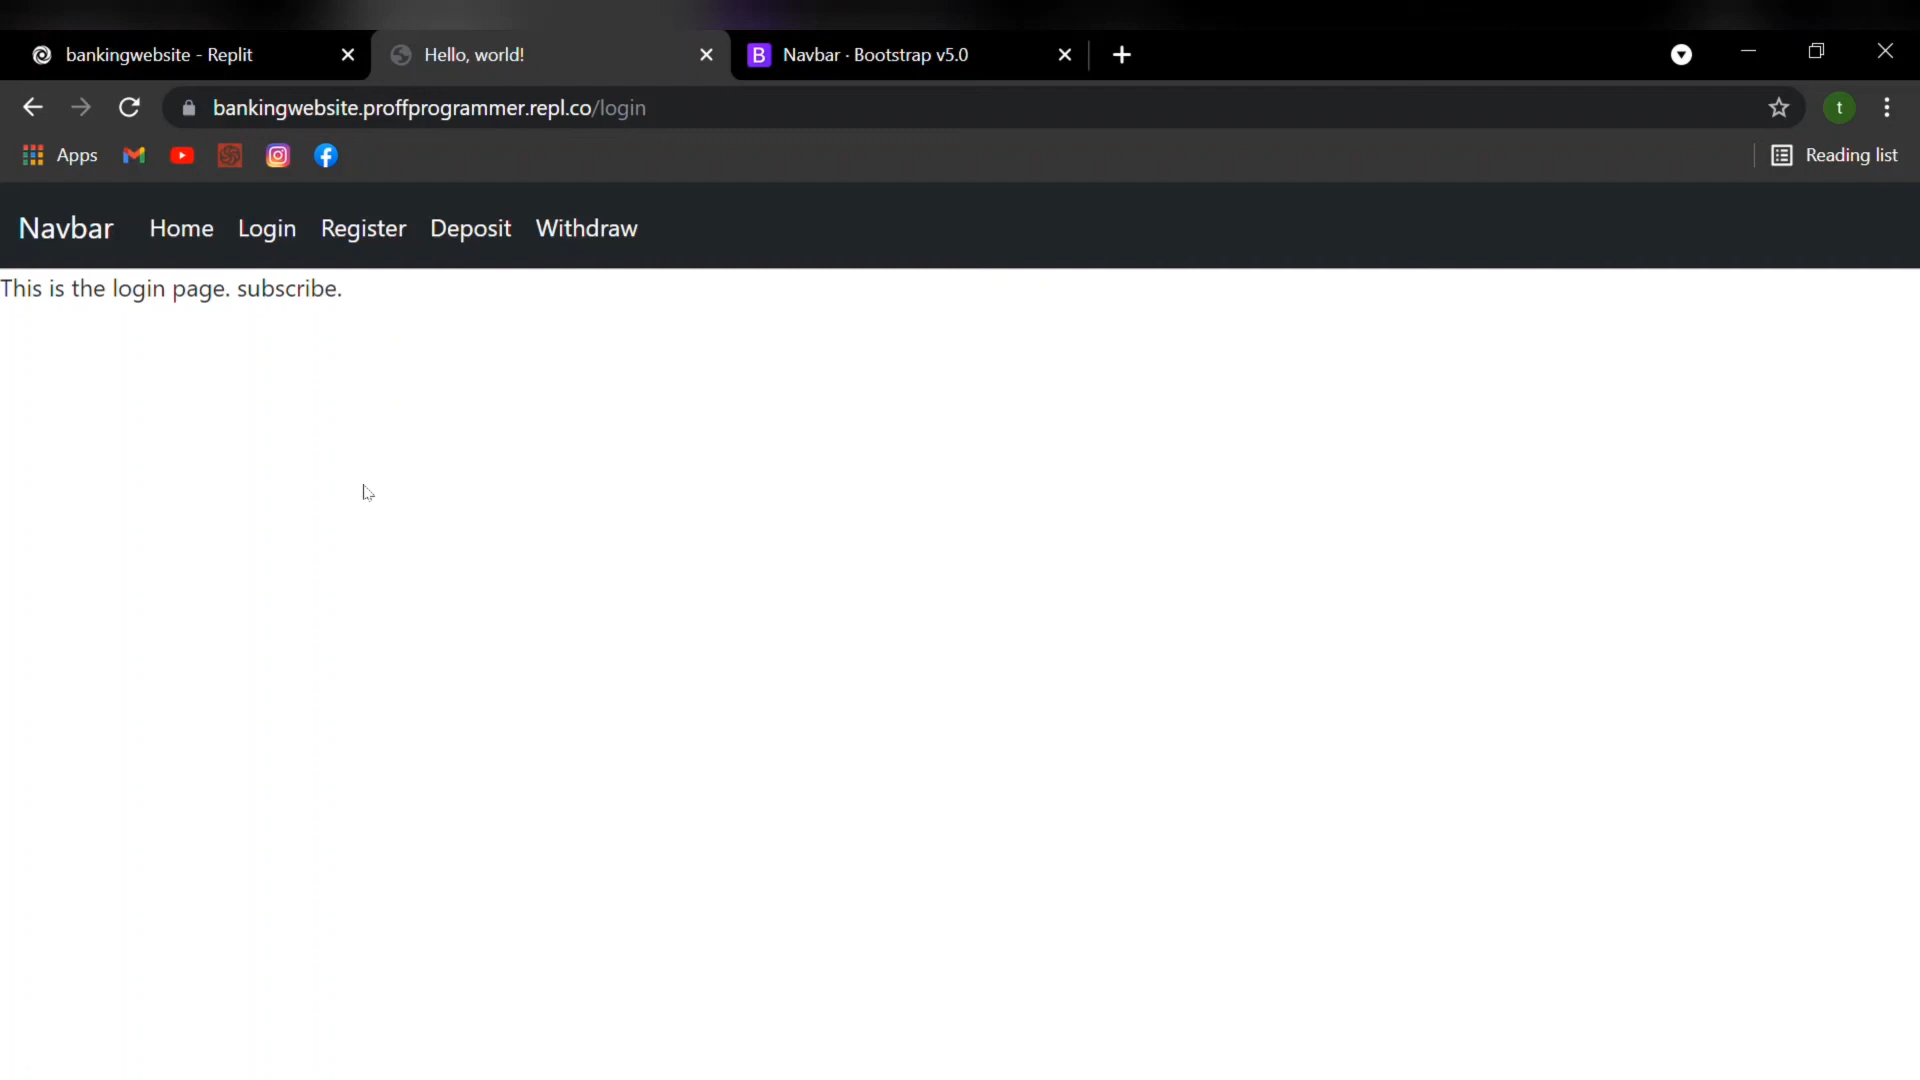 bankingwebsite - Replit
Hello, world!
B
Navbar · Bootstrap v5.0
bankingwebsite.proffprogrammer.repl.co/login
t
Apps
Reading list
Navbar
Home
Login
Register
Deposit
Withdraw
This is the login page. subscribe.